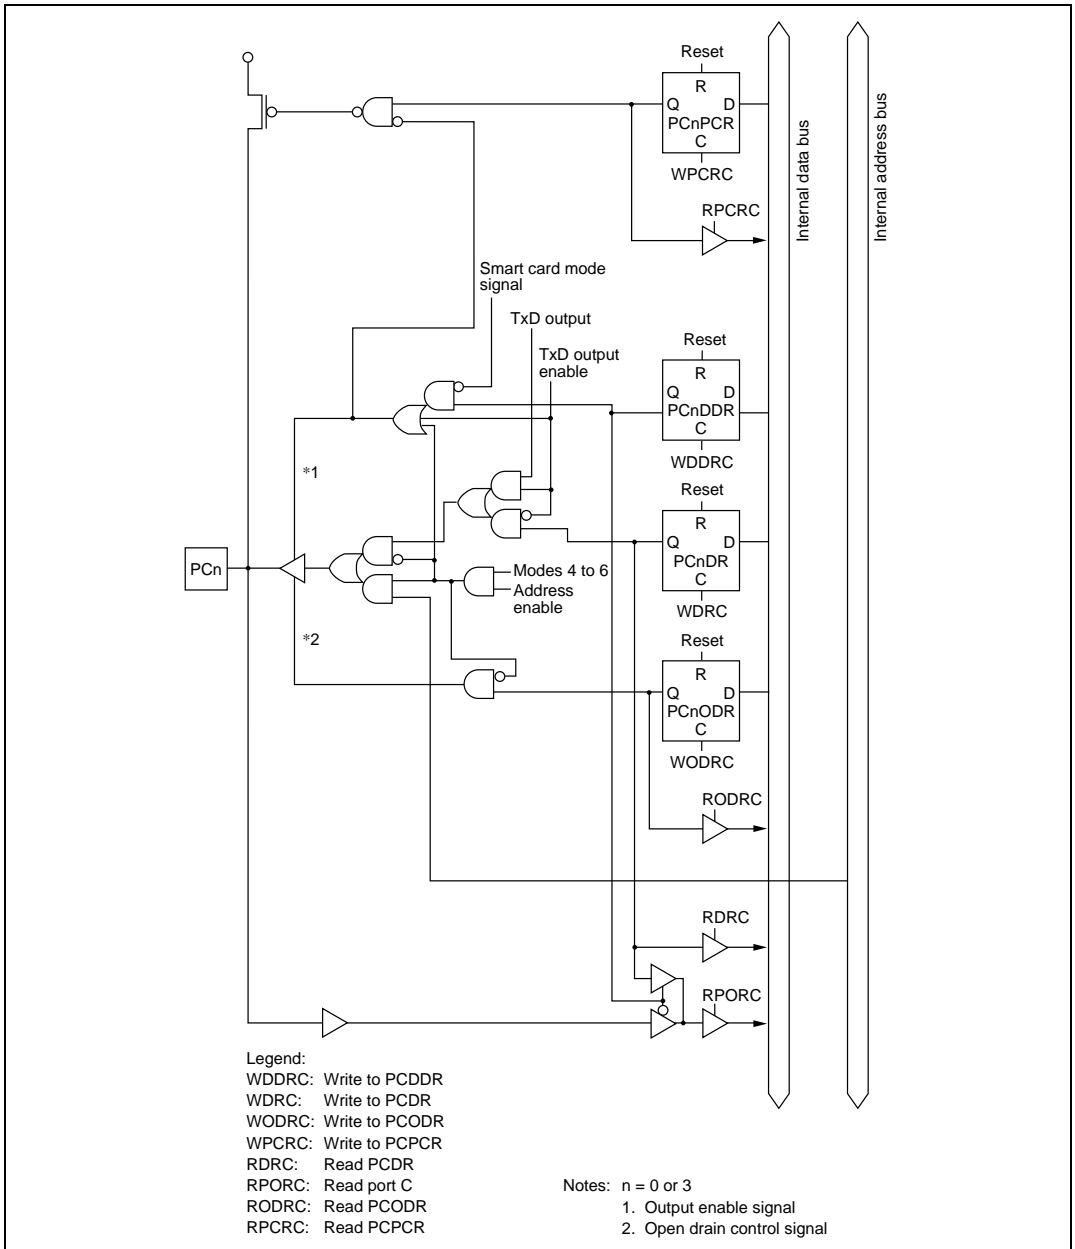 Reset
R
Q D
PCnPCR
C
WPCRC
RPCRC
Internal data bus
Internal address bus
Smart card mode
signal
TxD output
TxD output
enable
Reset
R
Q D
PCnDDR
C
WDDRC
*1
Reset
R
Q D
PCnDR
C
WDRC
PCn
Modes 4 to 6
Address
enable
*2
Reset
R
Q D
PCnODR
C
WODRC
RODRC
RDRC
RPORC
Legend:
WDDRC: Write to PCDDR
WDRC: Write to PCDR
WODRC: Write to PCODR
WPCRC: Write to PCPCR
RDRC: Read PCDR
RPORC: Read port C
RODRC: Read PCODR
RPCRC: Read PCPCR
Notes: n = 0 or 3
1. Output enable signal
2. Open drain control signal